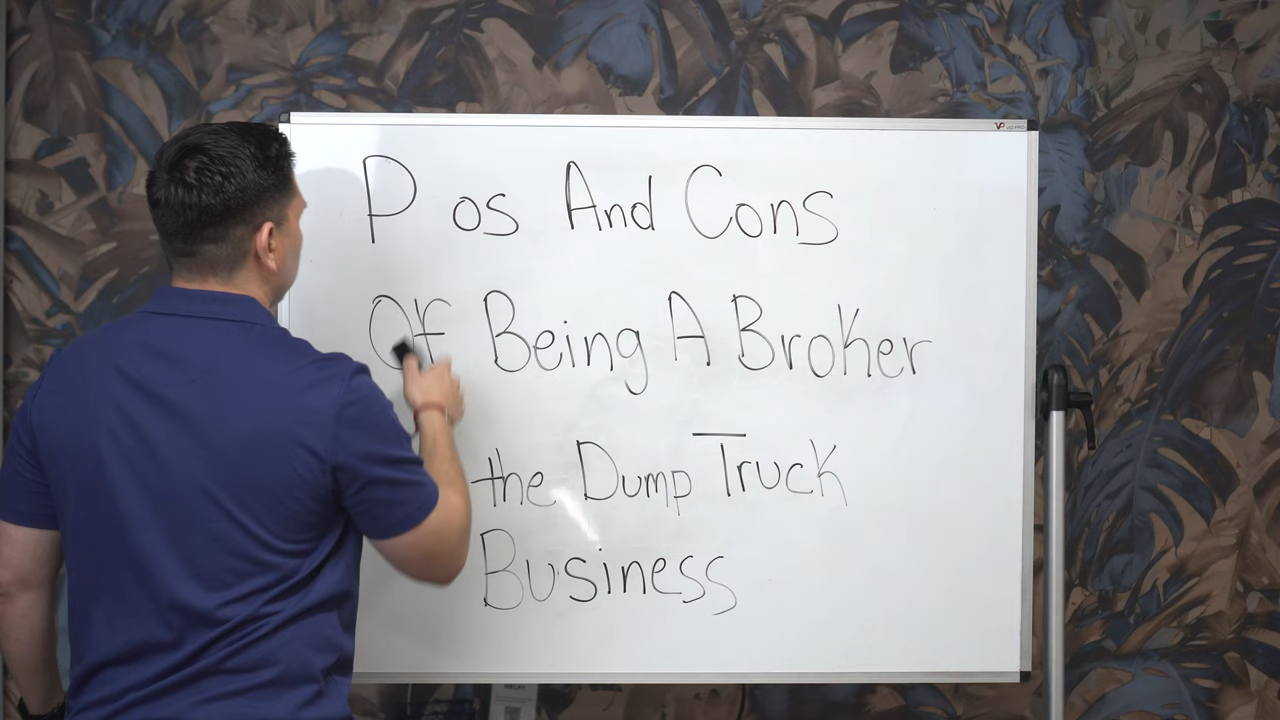 P os And Cons
Of Being A Broker
the Dump Truck
Business